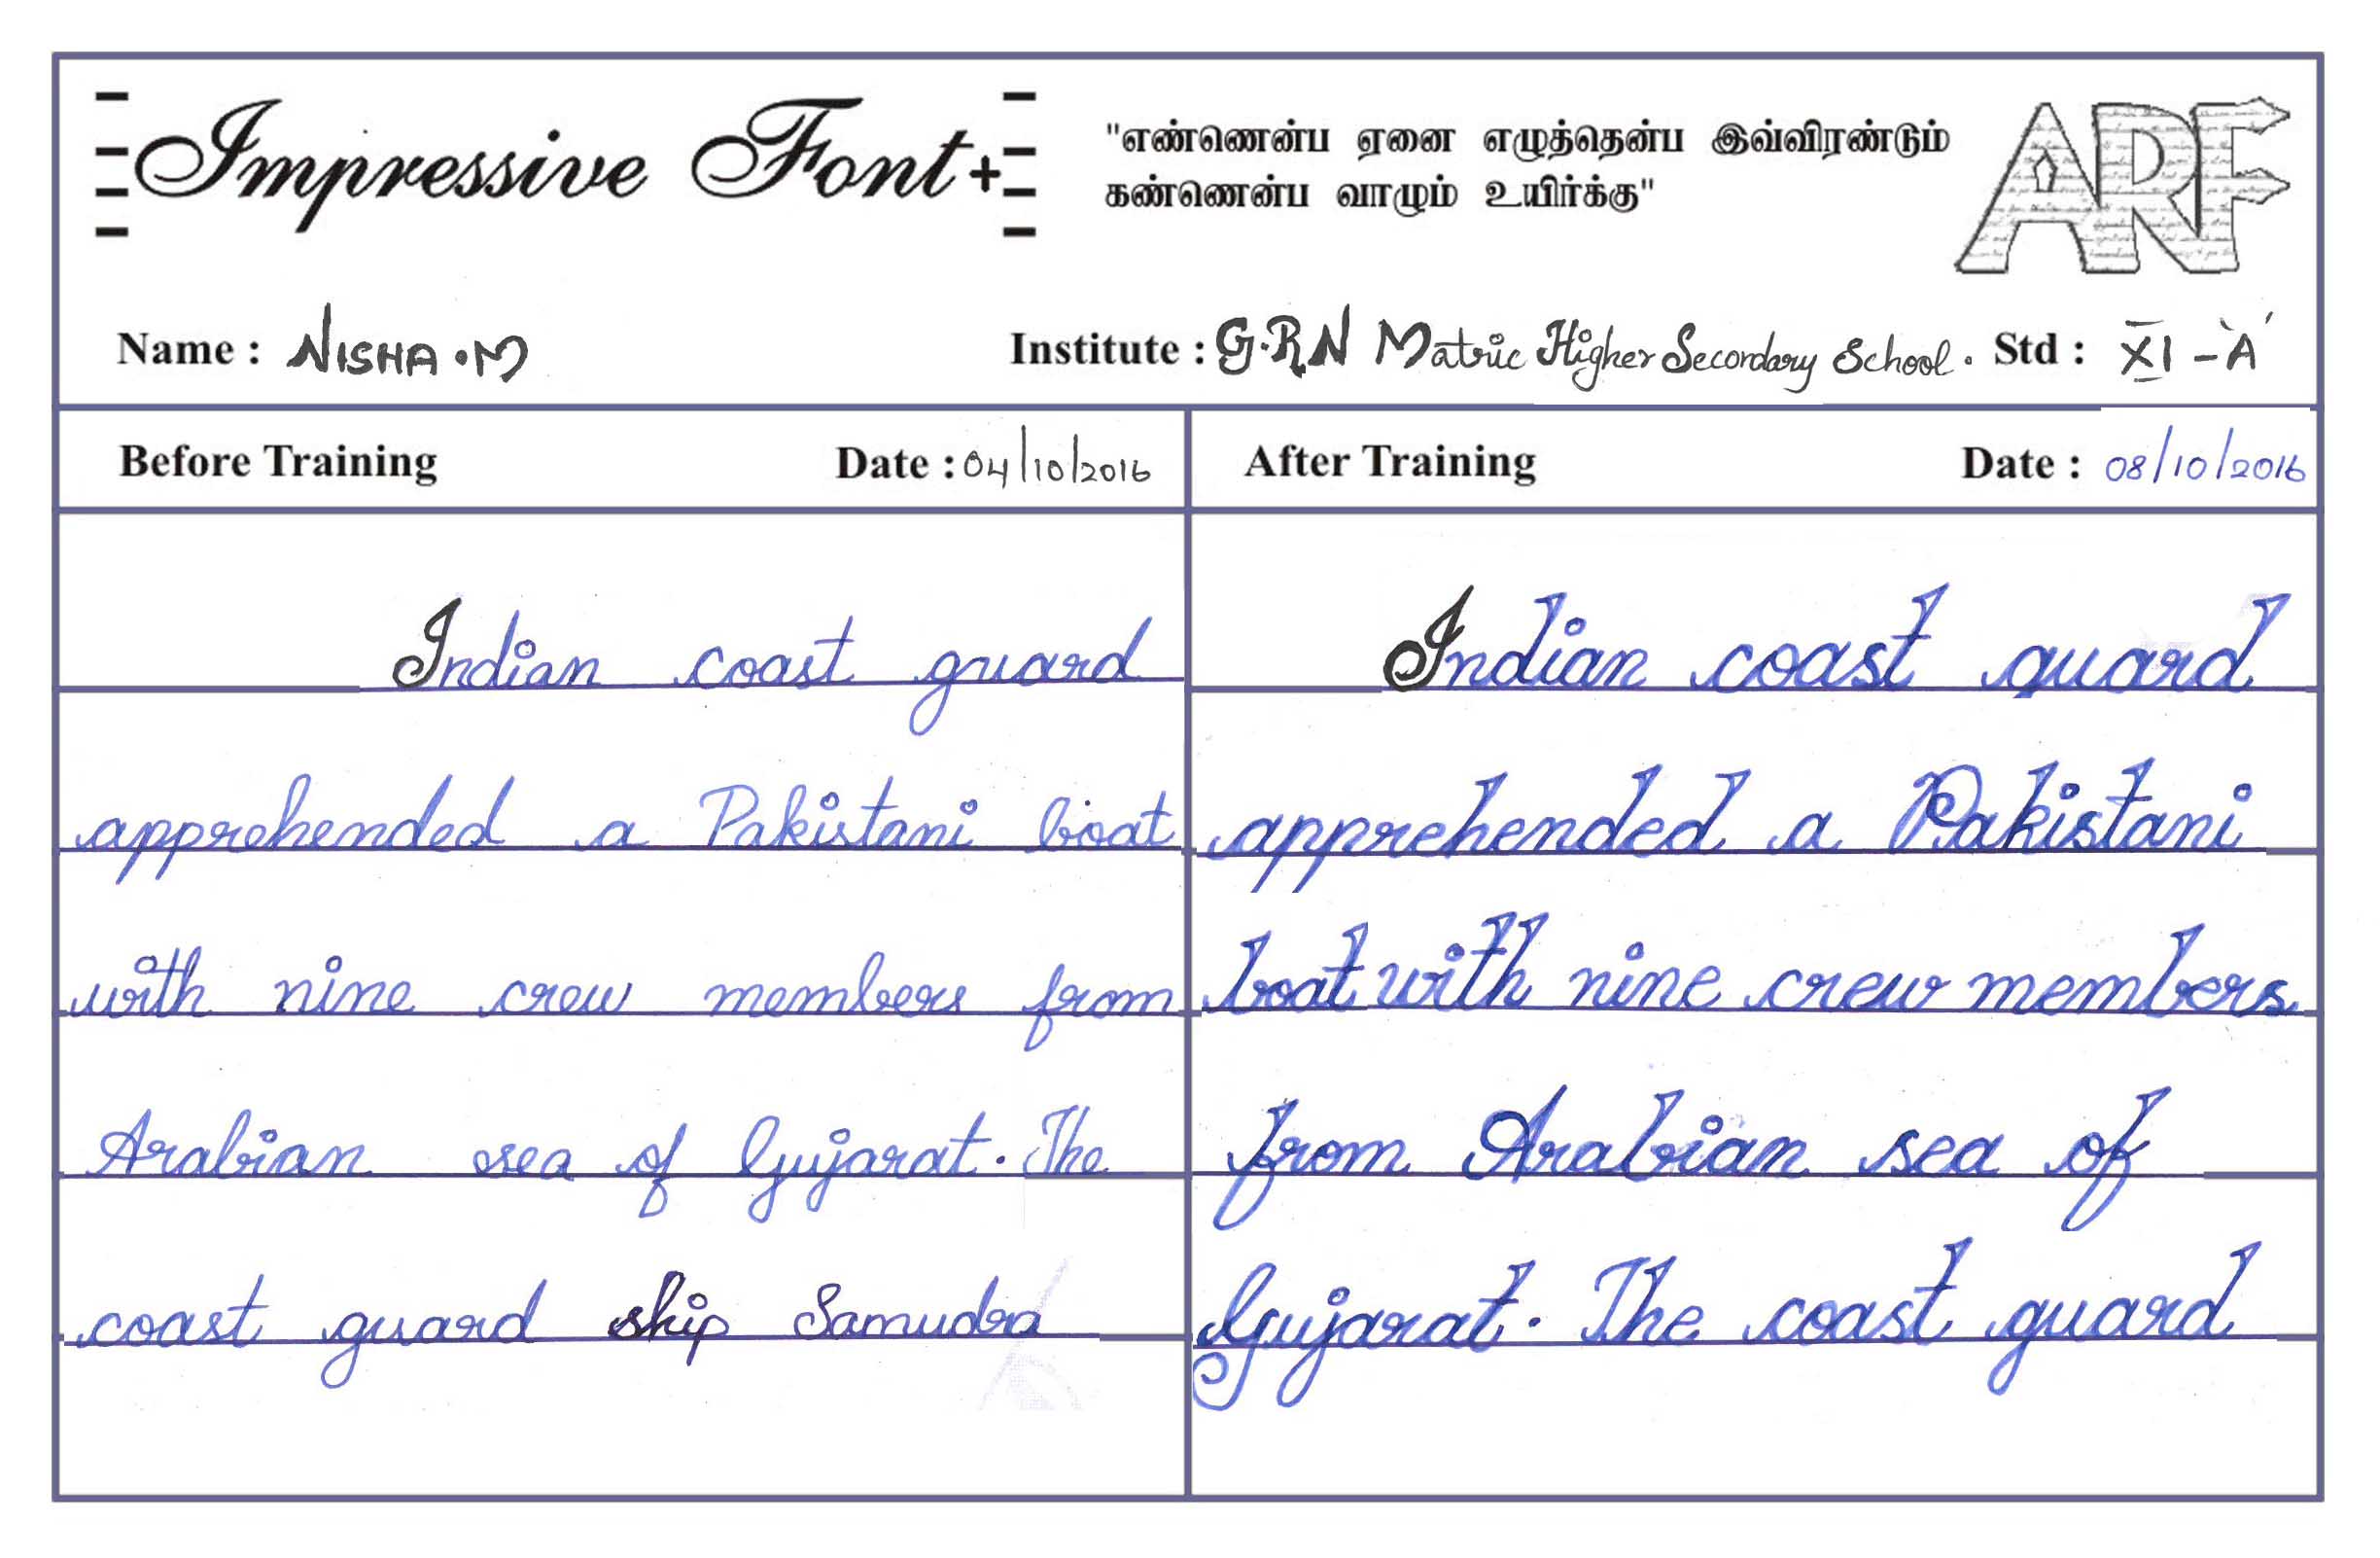 Impressive Font+
"எண்ணென்ப ஏனை எழுத்தென்ப இவ்விரண்டும்
கண்ணென்ப வாழும் உயிர்க்கு"
ARF
Name : NISHA.M Institute : G.R.N Matric Higher Secondary School. Std : XI - 'A'
Before Training Date : 04/10/2016
Indian coast guard
apprehended a Pakistani boat
with nine crew members from
Arabian sea of Gujarat. The
coast guard ship Samudra
After Training Date : 08/10/2016
Indian coast guard
apprehended a Pakistani
boat with nine crew members
from Arabian sea of
Gujarat. The coast guard